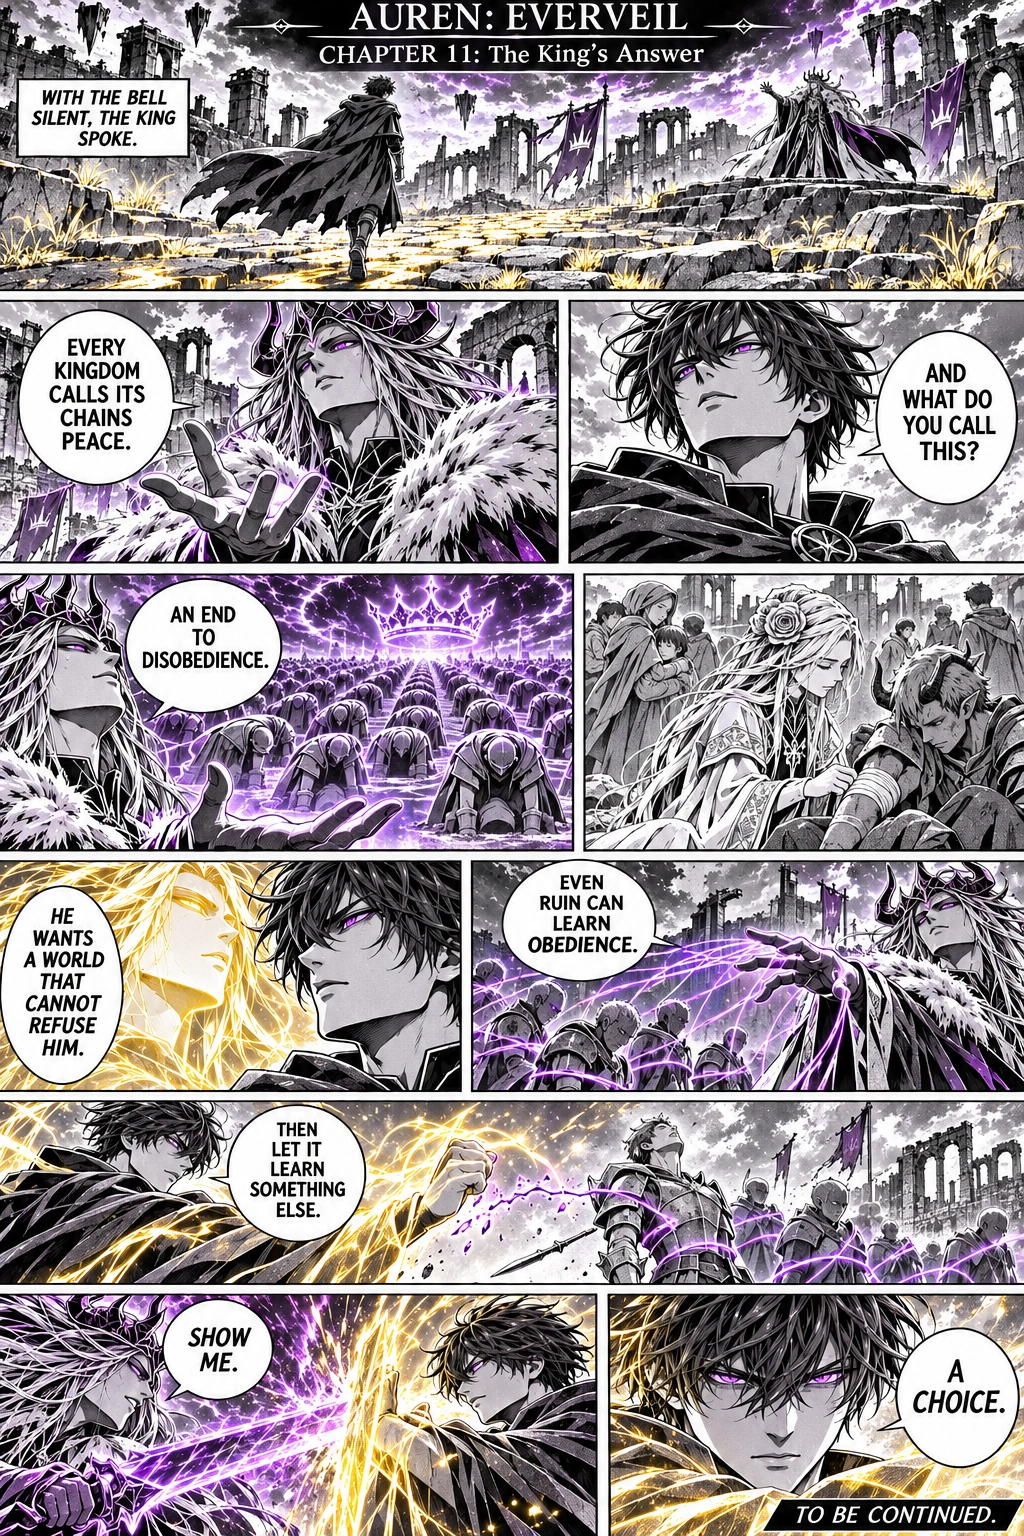 AUREN: EVERVEIL
CHAPTER 11: The King's Answer
WITH THE BELL
SILENT, THE KING
SPOKE.
EVERY
KINGDOM
CALLS ITS
CHAINS
PEACE.
AND
WHAT DO
YOU CALL
THIS?
AN END
TO
DISOBEDIENCE.
HE
WANTS
A WORLD
THAT
CANNOT
REFUSE
HIM.
EVEN
RUIN CAN
LEARN
OBEDIENCE.
THEN
LET IT
LEARN
SOMETHING
ELSE.
SHOW
ME.
A
CHOICE.
TO BE CONTINUED.